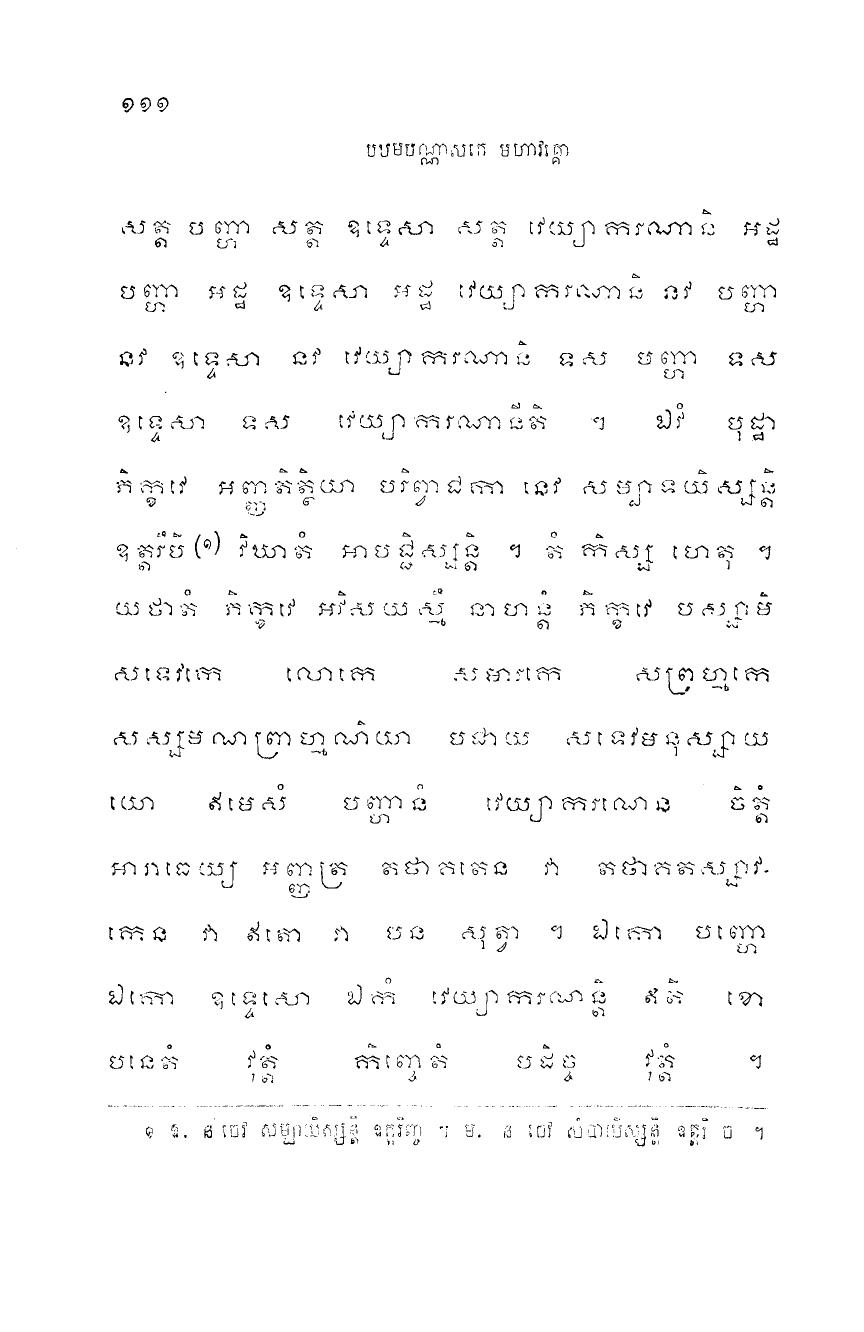 ១១១
បឋមបណ្ណាសកេ មហាវគ្គោ
សត្ត បញ្ហា សត្ត ឧទ្ទេសា សត្ត វេយ្យាករណានិ អដ្ឋ
បញ្ហា អដ្ឋ ឧទ្ទេសា អដ្ឋ វេយ្យាករណានិ នវ បញ្ហា
នវ ឧទ្ទេសា នវ វេយ្យាករណានិ ទស បញ្ហា ទស
ឧទ្ទេសា ទស វេយ្យាករណានីតិ ។ ឯវំ បុដ្ឋា
ភិក្ខវេ អញ្ញតិត្ថិយា បរិព្វាជកា នេវ សម្បាទយិស្សន្តិ
ឧត្តរឹបិ (១) វិឃាតំ អាបជ្ជិស្សន្តិ ។ តំ កិស្ស ហេតុ ។
យថាតំ ភិក្ខវេ អវិសយស្មឹ នាហន្តំ ភិក្ខវេ បស្សាមិ
សទេវកេ លោកេ សមារកេ សព្រហ្មកេ
សស្សមណព្រាហ្មណិយា បជាយ សទេវមនុស្សាយ
យោ ឥមេសំ បញ្ហានំ វេយ្យាករណេន ចិត្តំ
អារាធេយ្យ អញ្ញត្រ តថាគតេន វា តថាគតស្សាវ-
កេន វា ឥតោ វា បន សុត្វា ។ ឯកោ បញ្ហោ
ឯកោ ឧទ្ទេសោ ឯកំ វេយ្យាករណន្តិ ឥតិ ខោ
បនេតំ វុត្តំ កិញ្ចេតំ បដិច្ច វុត្តំ ។
១ ឱ. ន ចេវ សម្បាយិស្សន្តិ ឧត្តរិញ្ច ។ ម. ន ចេវ សំបាយិស្សន្តិ ឧត្តរិ ច ។